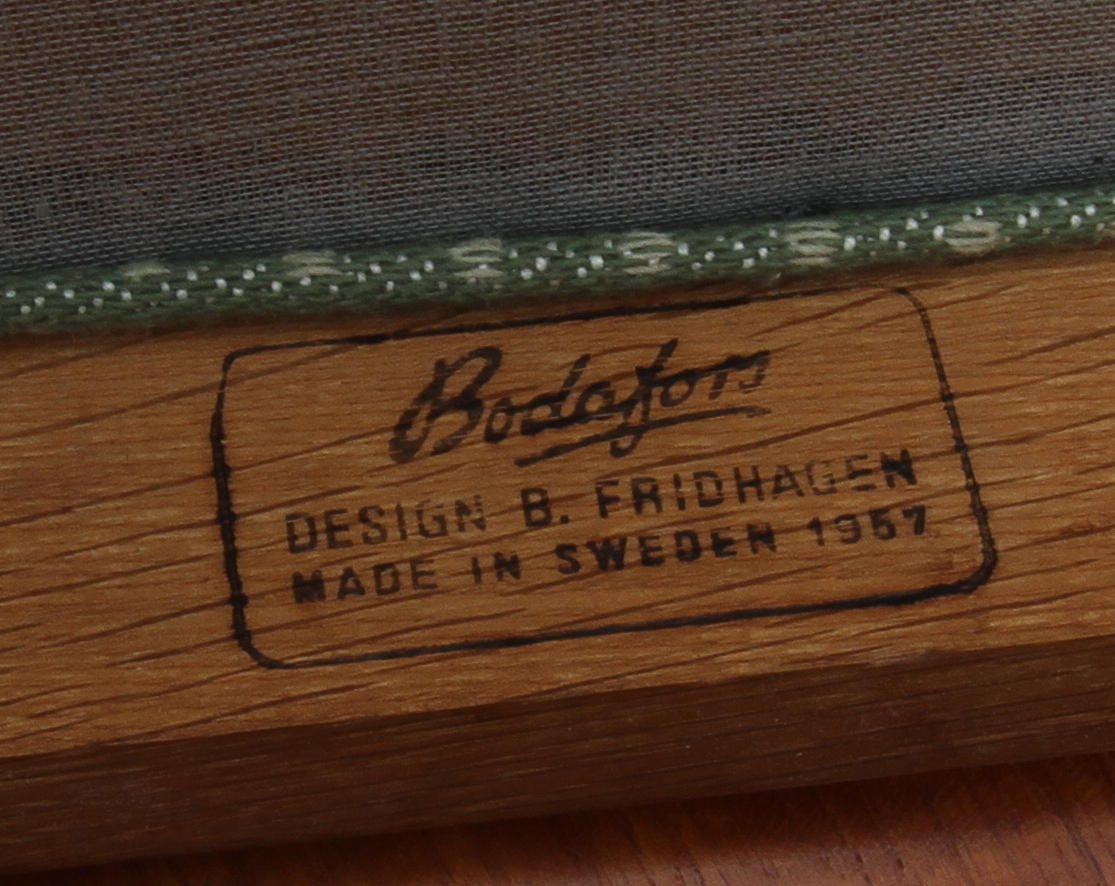 Bodafors
DESIGN B. FRIDHAGEN
MADE IN SWEDEN 1957